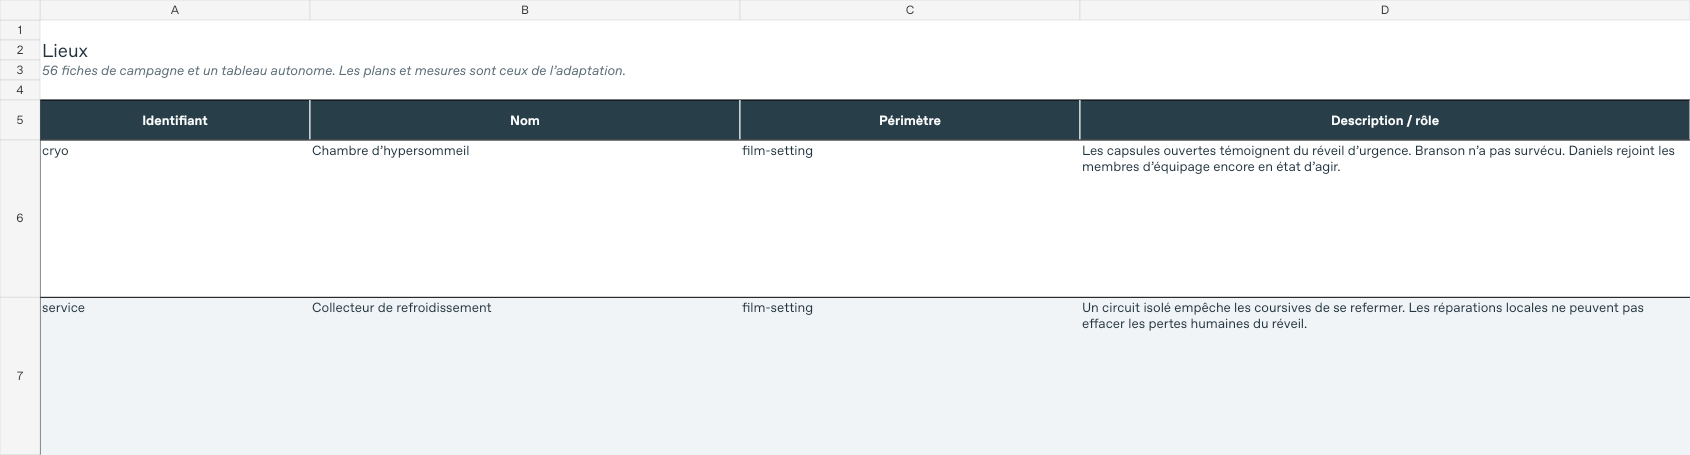 A B C D
1
2 Lieux
3 56 fiches de campagne et un tableau autonome. Les plans et mesures sont ceux de l’adaptation.
4
5 Identifiant Nom Périmètre Description / rôle
cryo Chambre d’hypersommeil film-setting Les capsules ouvertes témoignent du réveil d’urgence. Branson n’a pas survécu. Daniels rejoint les
membres d’équipage encore en état d’agir.
6
service Collecteur de refroidissement film-setting Un circuit isolé empêche les coursives de se refermer. Les réparations locales ne peuvent pas
effacer les pertes humaines du réveil.
7